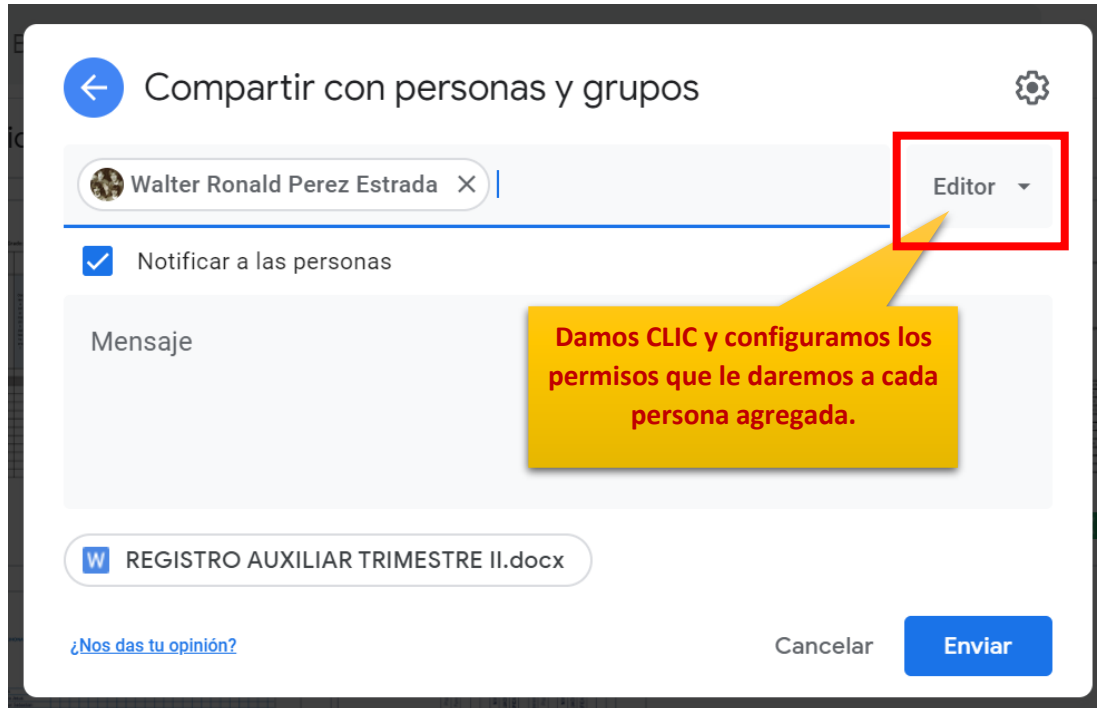 Compartir con personas y grupos
Walter Ronald Perez Estrada
Editor
Notificar a las personas
Mensaje
Damos CLIC y configuramos los
permisos que le daremos a cada
persona agregada.
W REGISTRO AUXILIAR TRIMESTRE II.docx
¿Nos das tu opinión?
Cancelar
Enviar